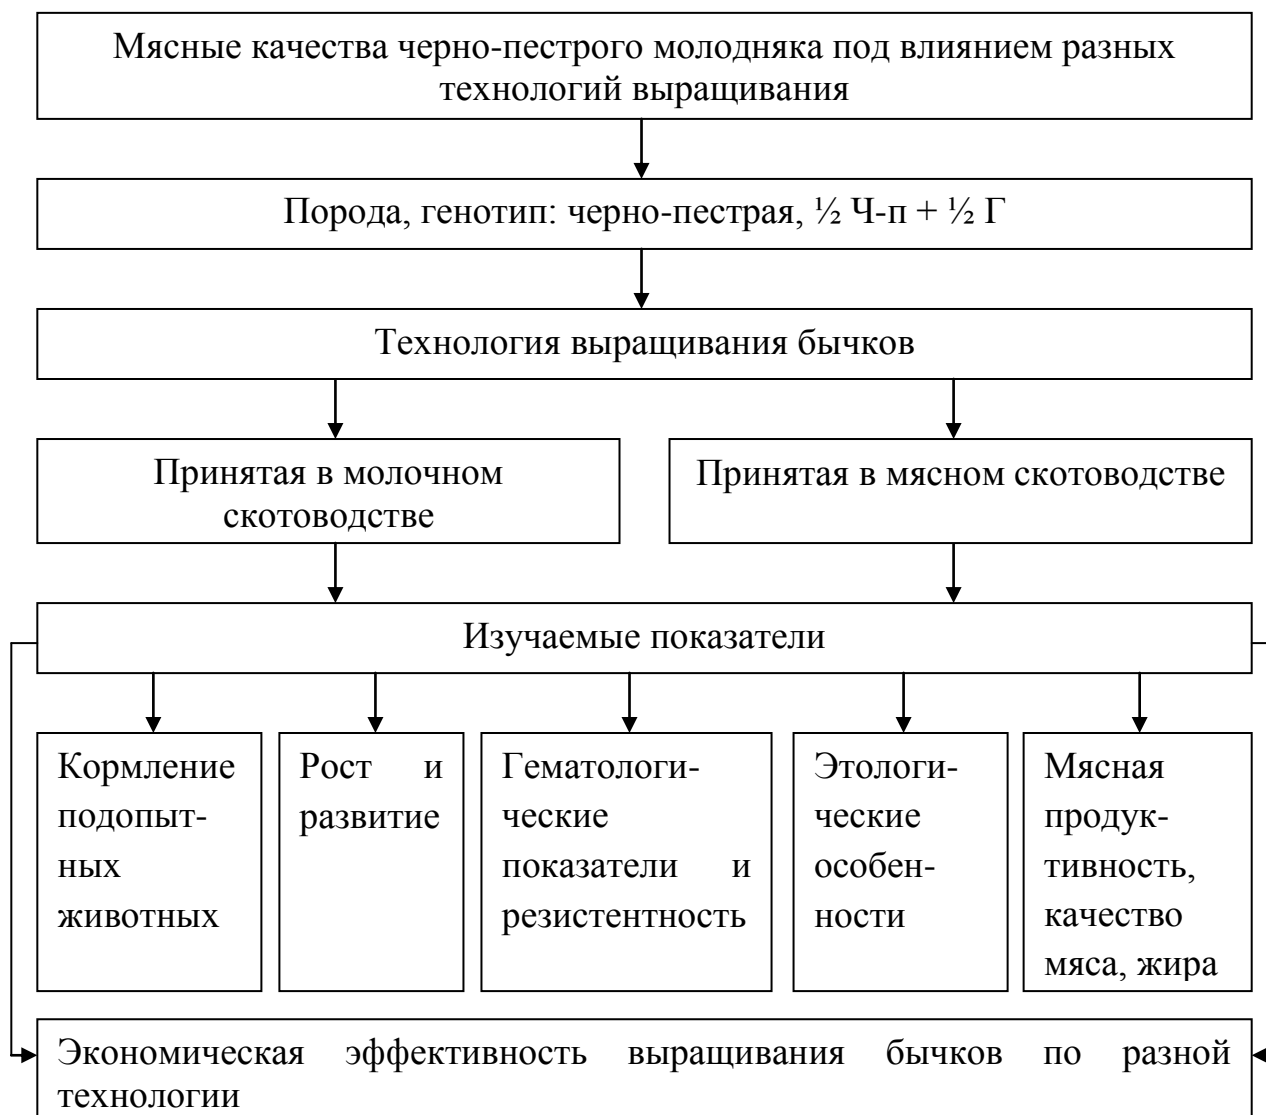 Мясные качества черно-пестрого молодняка под влиянием разных
технологий выращивания
Порода, генотип: черно-пестрая, ½ Ч-п + ½ Г
Технология выращивания бычков
Принятая в молочном
скотоводстве
Принятая в мясном скотоводстве
Изучаемые показатели
Кормление
подопыт-
ных
животных
Рост и
развитие
Гематологи-
ческие
показатели и
резистентность
Этологи-
ческие
особен-
ности
Мясная
продук-
тивность,
качество
мяса, жира
Экономическая эффективность выращивания бычков по разной
технологии